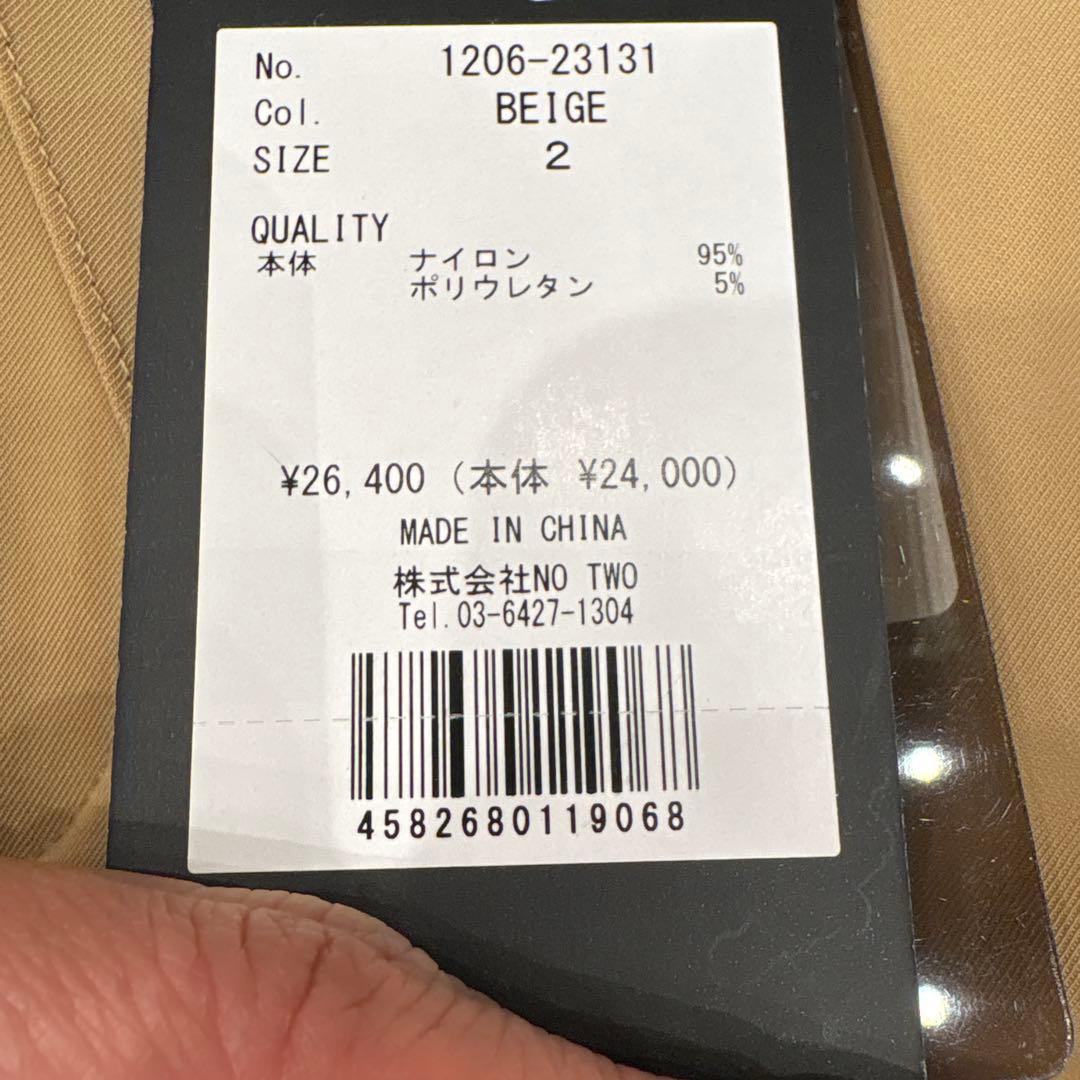 No. 1206-23131
Col. BEIGE
SIZE 2
QUALITY
本体 ナイロン 95%
ポリウレタン 5%
¥26,400 (本体 ¥24,000)
MADE IN CHINA
株式会社NO TWO
Tel.03-6427-1304
4582680119068